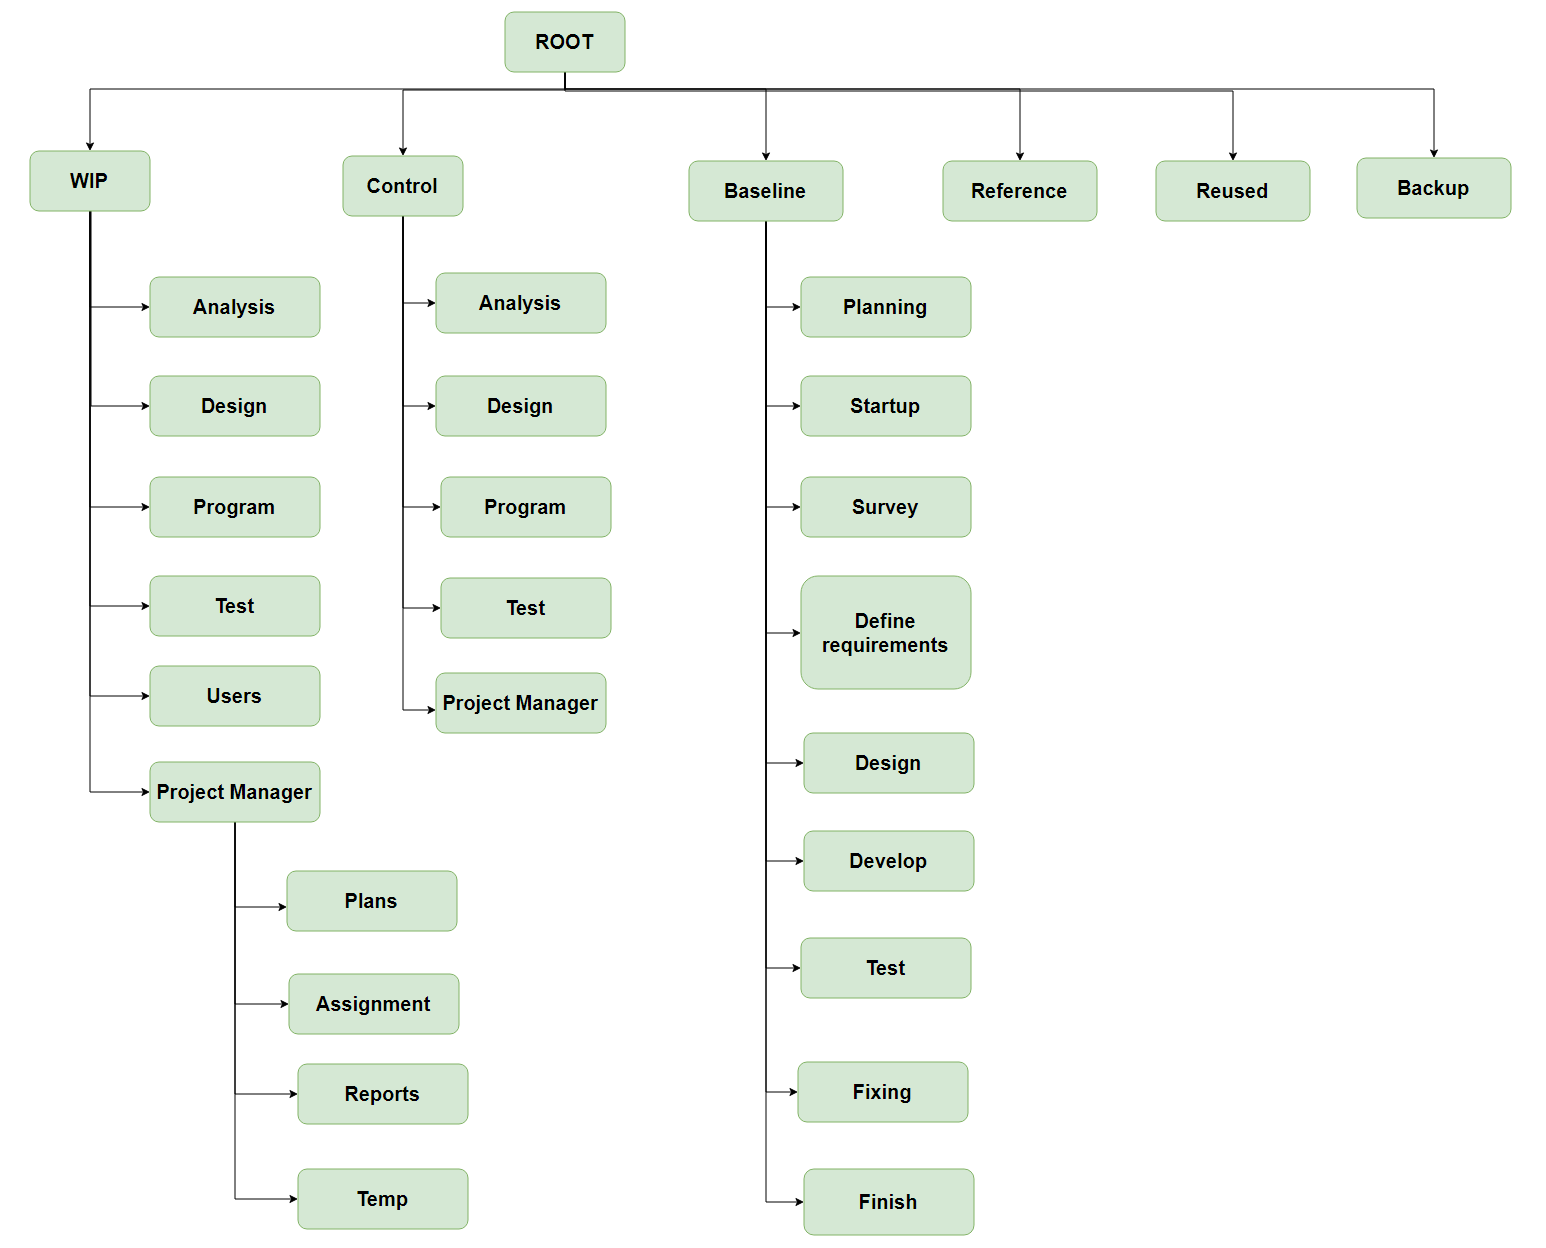 ROOT
WIP
Control
Baseline
Reference
Reused
Backup
Analysis
Design
Program
Test
Users
Project Manager
Plans
Assignment
Reports
Temp
Analysis
Design
Program
Test
Project Manager
Planning
Startup
Survey
Define
requirements
Design
Develop
Test
Fixing
Finish